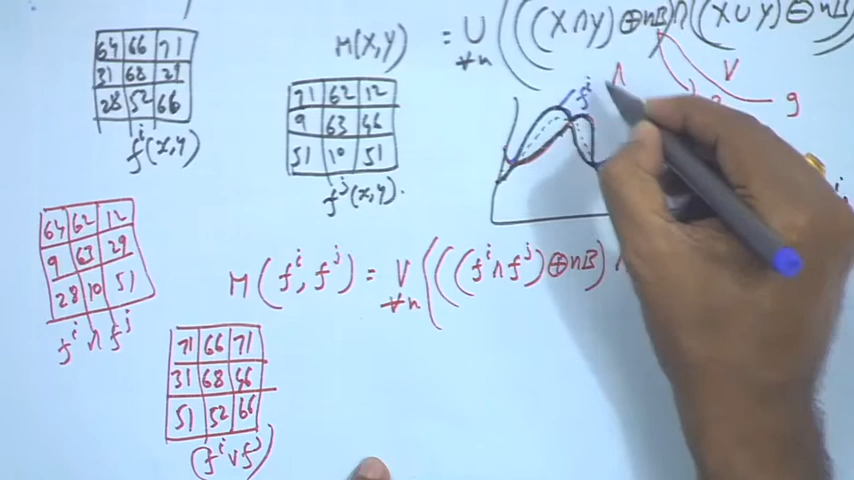 M(X,Y) = ∪ ((X∩Y) ⊕ nB) ∩ ((X∪Y) ⊖ nB
∀n
64 66 71
31 68 29
28 52 66
f^i(x,y)
71 62 12
9 63 46
51 10 51
f^j(x,y).
∧
∨
g
f^i
64 62 12
9 63 29
28 10 51
f^i ∧ f^j
M(f^i, f^j) = ∨ (((f^i ∧ f^j) ⊕ nB)
∀n
71 66 71
31 68 46
51 52 66
(f^i ∨ f^j)